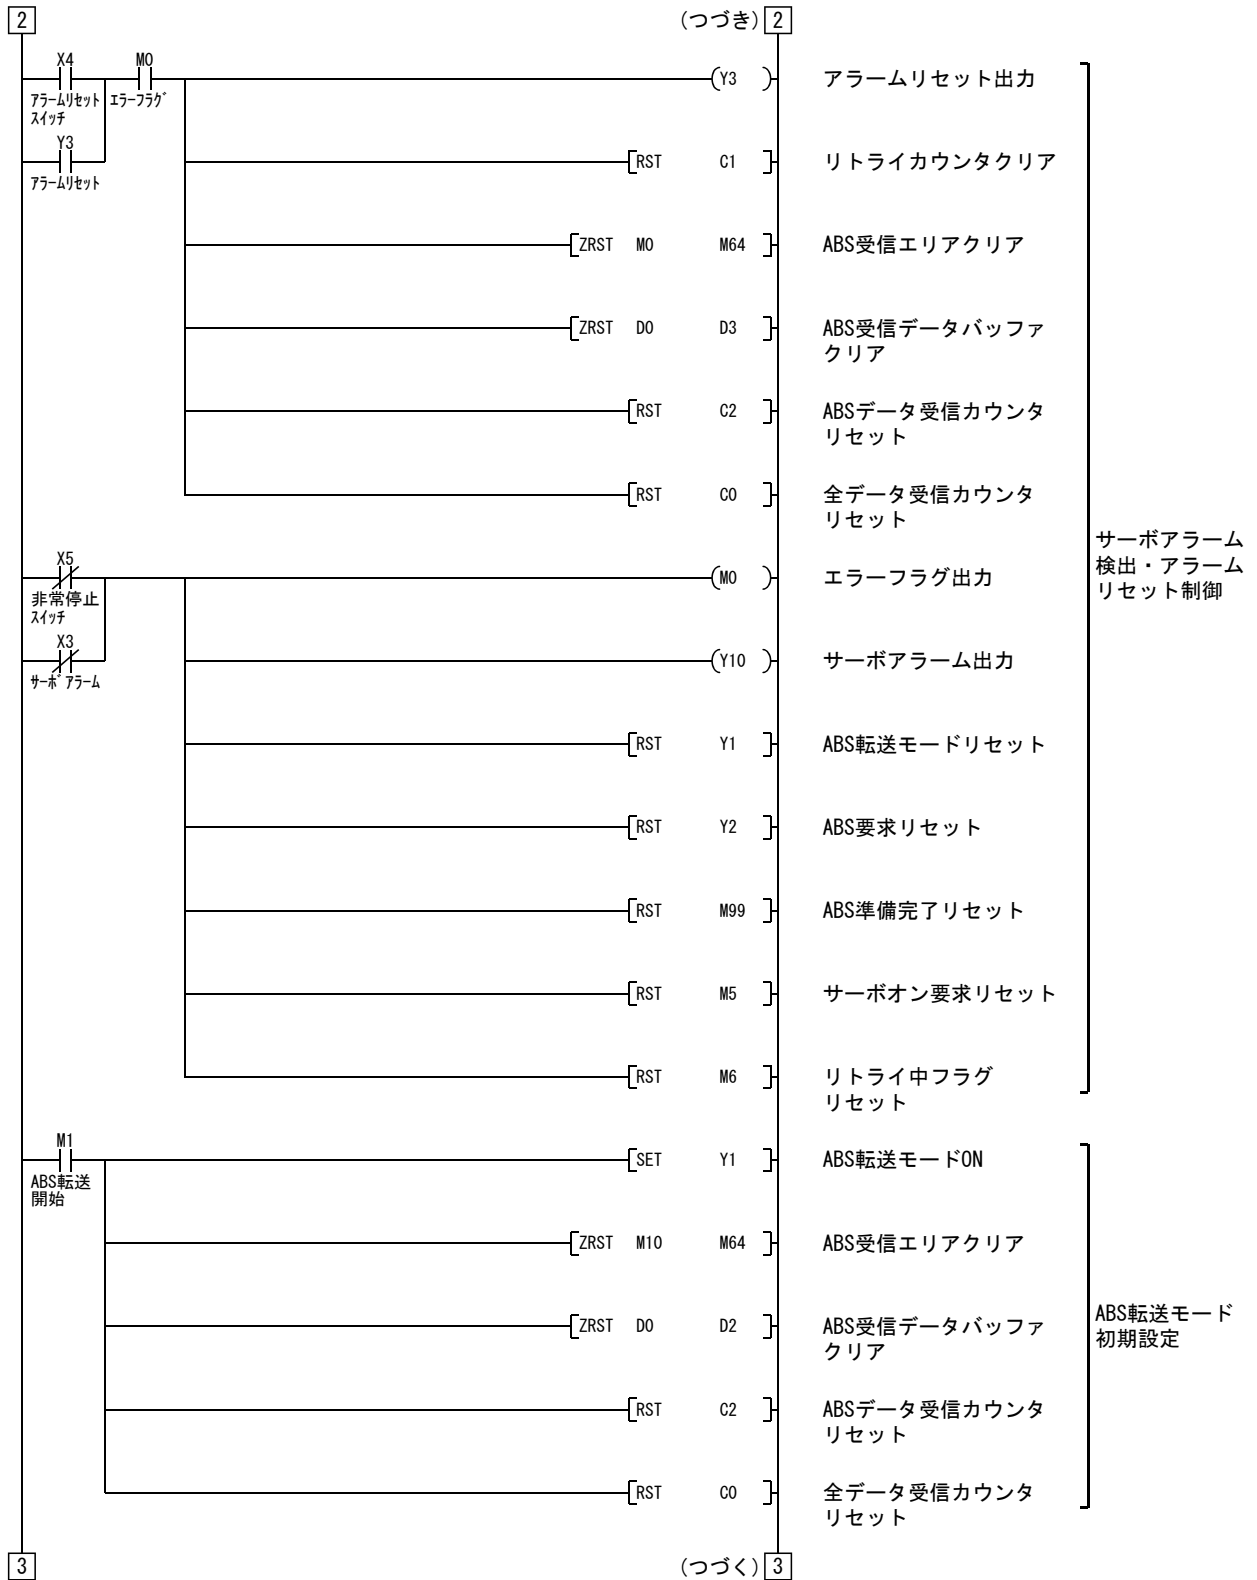 2 (つづき) 2
X4 M0
(Y3 ) アラームリセット出力
ｱﾗｰﾑﾘｾｯﾄ ｴﾗｰﾌﾗｸﾞ
ｽｲｯﾁ
Y3
[RST C1 ] リトライカウンタクリア
ｱﾗｰﾑﾘｾｯﾄ
[ZRST M0 M64 ] ABS受信エリアクリア
[ZRST D0 D3 ] ABS受信データバッファ
クリア
[RST C2 ] ABSデータ受信カウンタ
リセット
[RST C0 ] 全データ受信カウンタ
リセット
サーボアラーム
検出・アラーム
リセット制御
X5
(M0 ) エラーフラグ出力
非常停止
ｽｲｯﾁ
X3
(Y10 ) サーボアラーム出力
ｻｰﾎﾞｱﾗｰﾑ
[RST Y1 ] ABS転送モードリセット
[RST Y2 ] ABS要求リセット
[RST M99 ] ABS準備完了リセット
[RST M5 ] サーボオン要求リセット
[RST M6 ] リトライ中フラグ
リセット
M1
[SET Y1 ] ABS転送モードON
ABS転送
開始
[ZRST M10 M64 ] ABS受信エリアクリア
[ZRST D0 D2 ] ABS受信データバッファ
クリア
ABS転送モード
初期設定
[RST C2 ] ABSデータ受信カウンタ
リセット
[RST C0 ] 全データ受信カウンタ
リセット
3 (つづく) 3